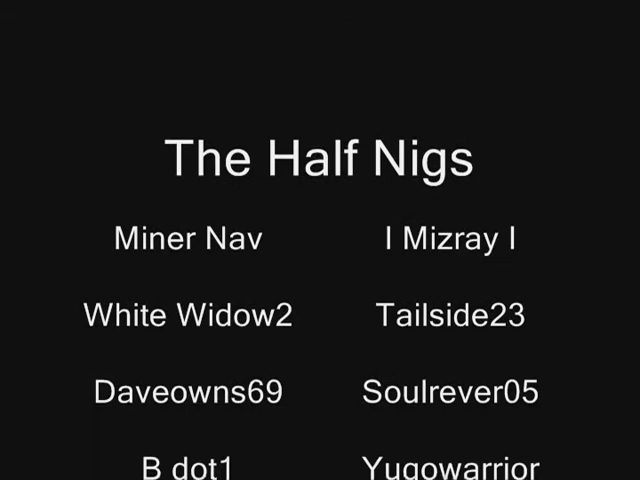 The Half Nigs
Miner Nav I Mizray I
White Widow2 Tailside23
Daveowns69 Soulrever05
B dot1 Yugowarrior